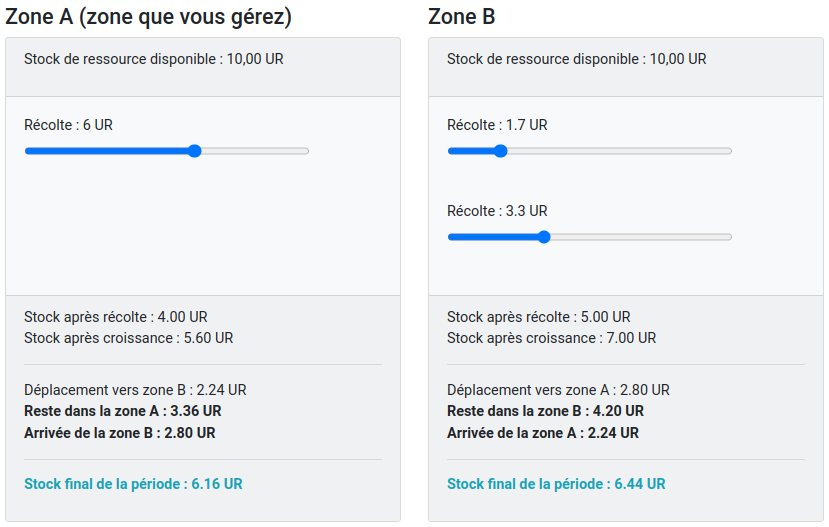 Zone A (zone que vous gérez)
Stock de ressource disponible : 10,00 UR
Récolte : 6 UR
Stock après récolte : 4.00 UR
Stock après croissance : 5.60 UR
Déplacement vers zone B : 2.24 UR
Reste dans la zone A : 3.36 UR
Arrivée de la zone B : 2.80 UR
Stock final de la période : 6.16 UR
Zone B
Stock de ressource disponible : 10,00 UR
Récolte : 1.7 UR
Récolte : 3.3 UR
Stock après récolte : 5.00 UR
Stock après croissance : 7.00 UR
Déplacement vers zone A : 2.80 UR
Reste dans la zone B : 4.20 UR
Arrivée de la zone A : 2.24 UR
Stock final de la période : 6.44 UR